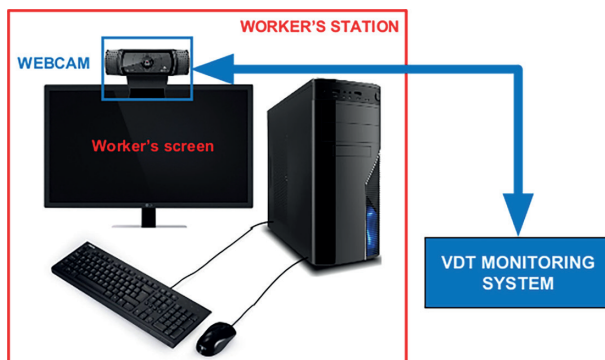 WORKER'S STATION
WEBCAM
Worker's screen
VDT MONITORING
SYSTEM